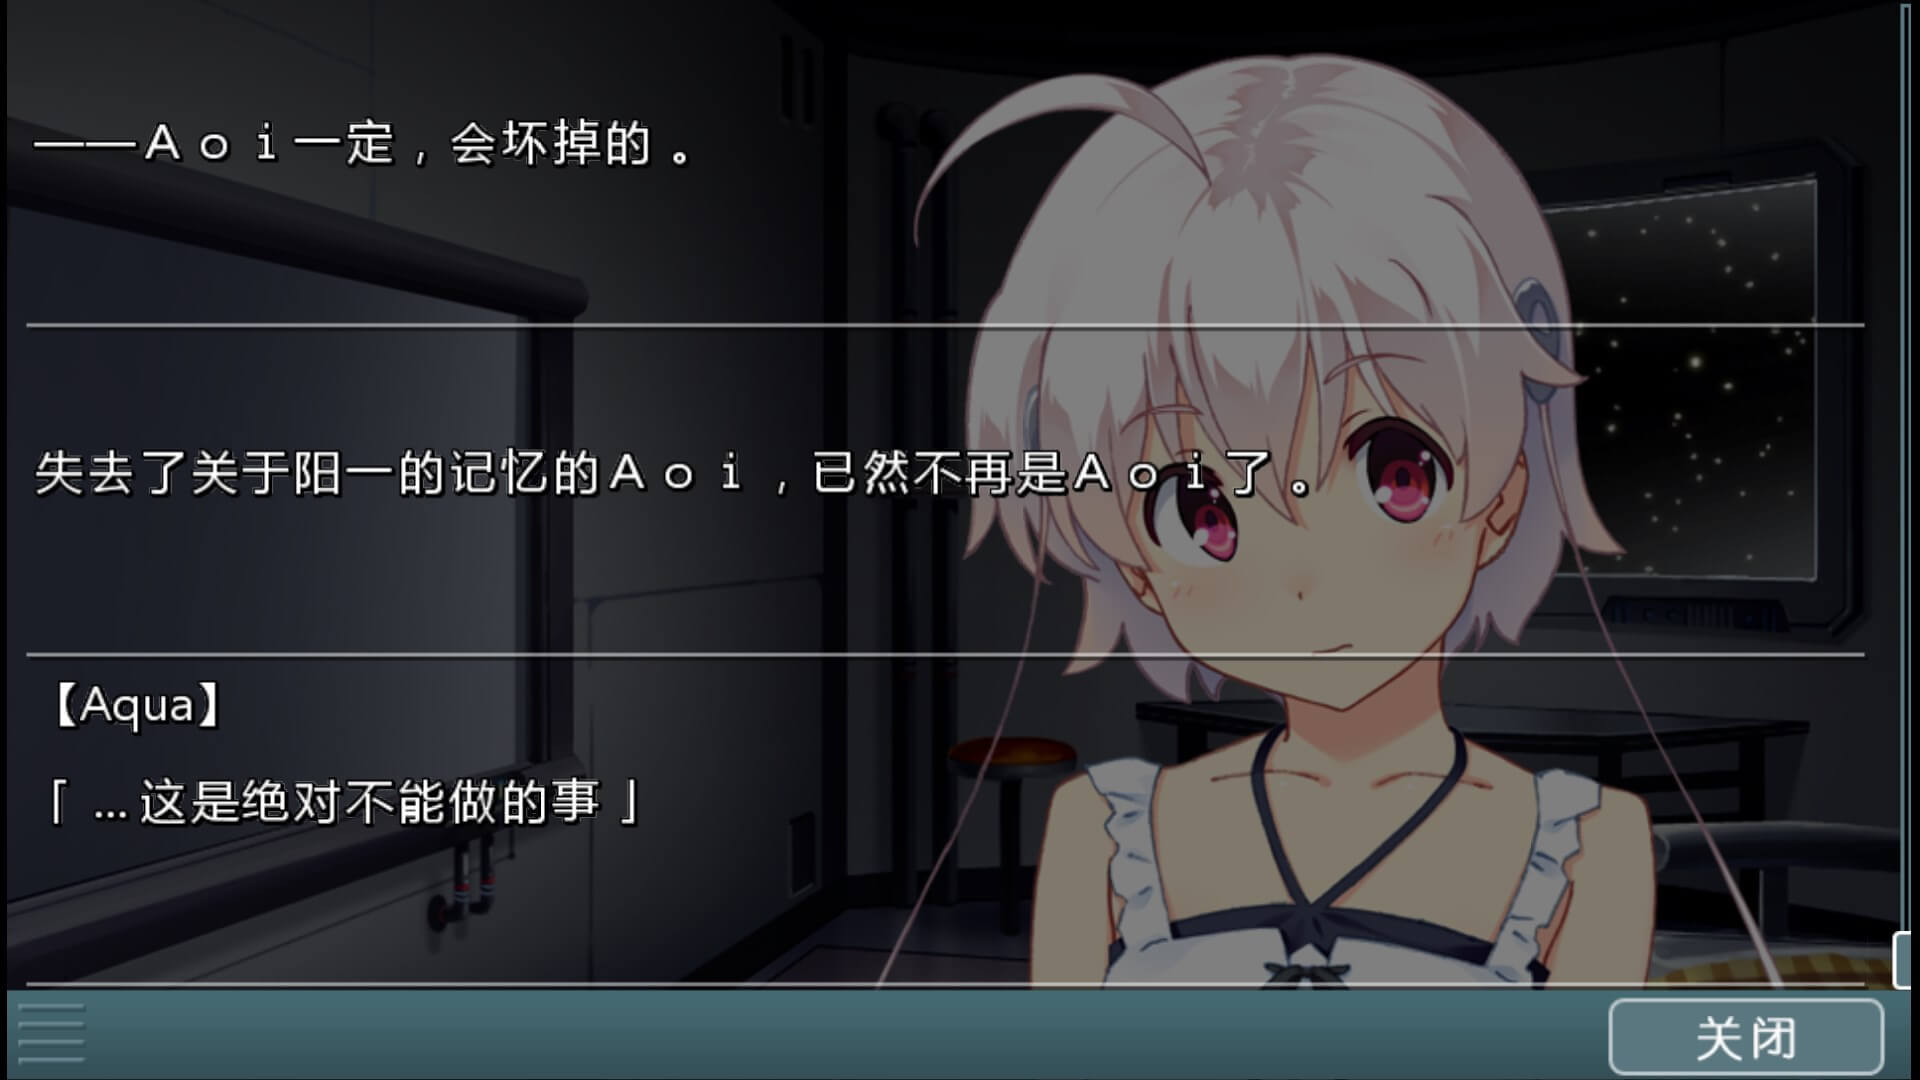 ——Ａｏｉ一定，会坏掉的。
失去了关于阳一的记忆的Ａｏｉ，已然不再是Ａｏｉ了。
【Aqua】
「 …这是绝对不能做的事 」
关闭